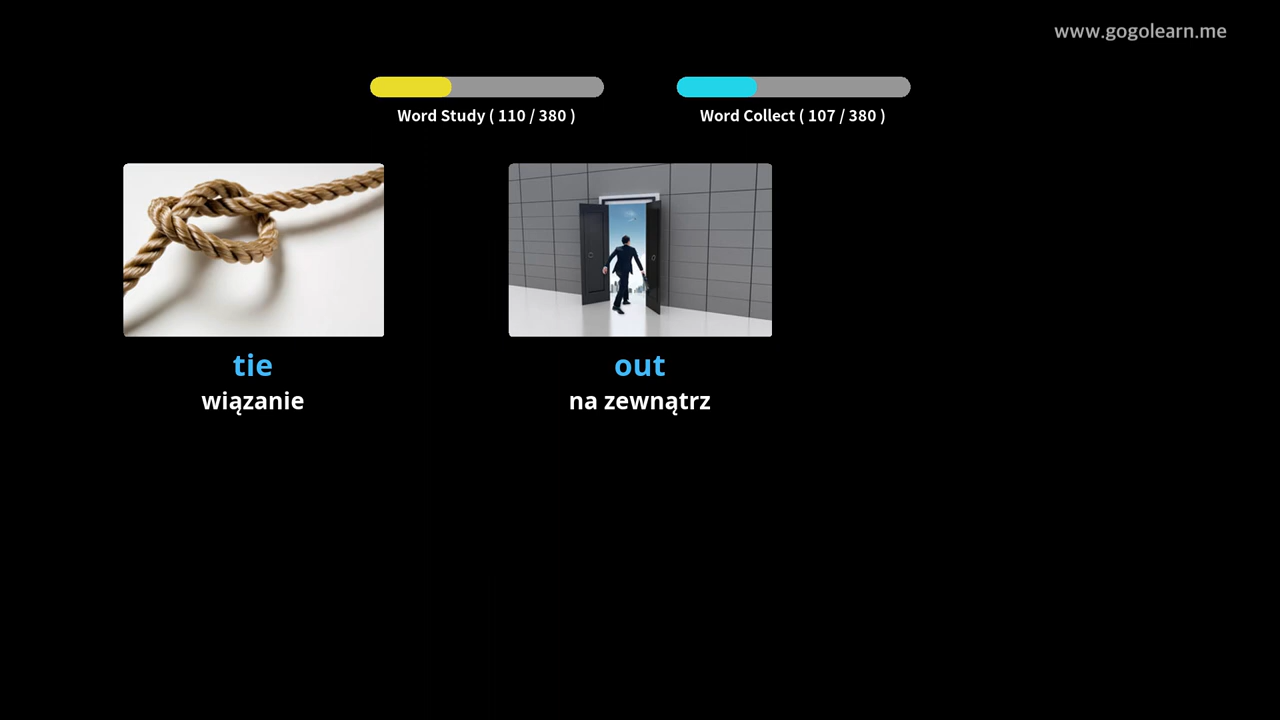 www.gogolearn.me
Word Study ( 110 / 380 )
Word Collect ( 107 / 380 )
tie
wiązanie
out
na zewnątrz